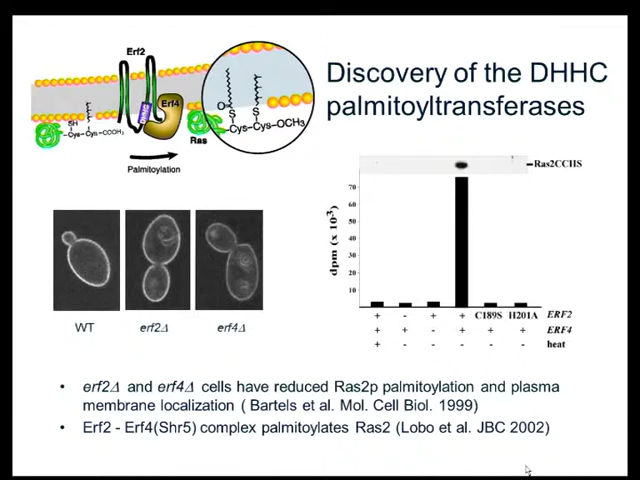 Erf2
Discovery of the DHHC
palmitoyltransferases
Erf4
SH
Cys
Cys
COOH
Ras
O
S
S
Cys-Cys-OCH₃
Palmitoylation
Ras2CCHS
dpm (x 10³)
70
60
50
40
30
20
10
+ - + + C189S H201A ERF2
+ + - + + + ERF4
+ - - - - - heat
WT
erf2Δ
erf4Δ
• erf2Δ and erf4Δ cells have reduced Ras2p palmitoylation and plasma
membrane localization ( Bartels et al. Mol. Cell Biol. 1999)
• Erf2 - Erf4(Shr5) complex palmitoylates Ras2 (Lobo et al. JBC 2002)